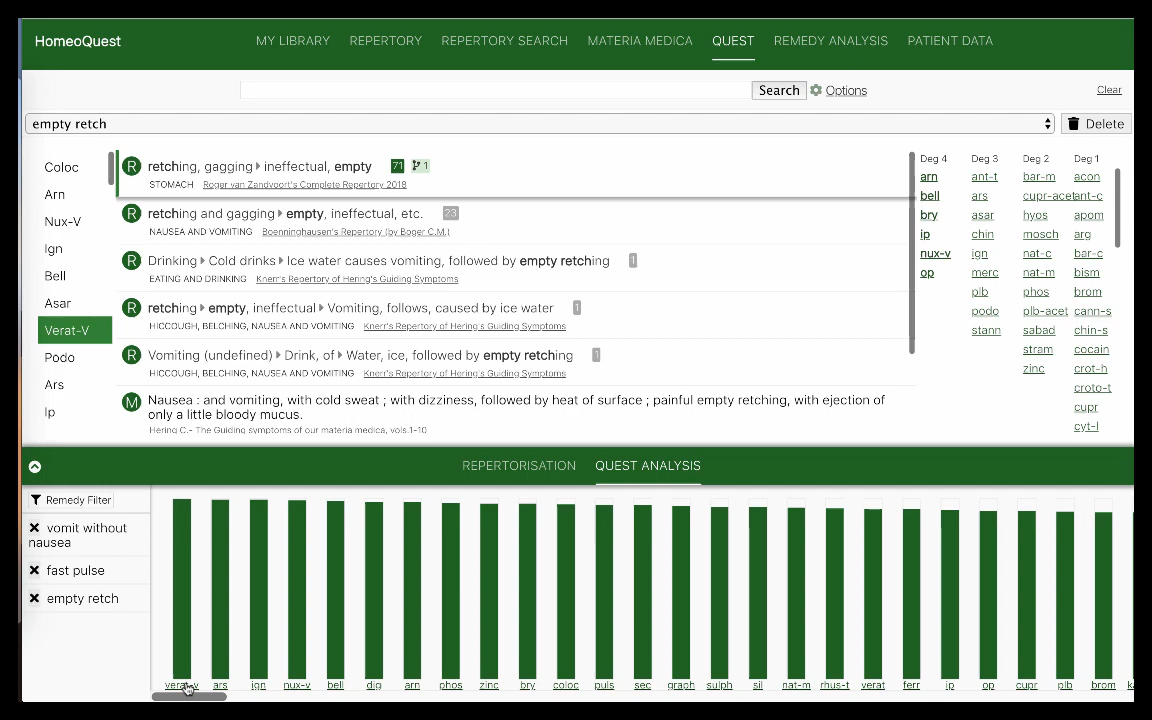 HomeoQuest
MY LIBRARY REPERTORY REPERTORY SEARCH MATERIA MEDICA QUEST REMEDY ANALYSIS PATIENT DATA
Search Options Clear
empty retch Delete
Coloc
Arn
Nux-V
Ign
Bell
Asar
Verat-V
Podo
Ars
Ip
R retching, gagging ineffectual, empty 71 1
STOMACH Roger van Zandvoort's Complete Repertory 2018
R retching and gagging empty, ineffectual, etc. 23
NAUSEA AND VOMITING Boenninghausen's Repertory (by Boger C.M.)
R Drinking Cold drinks Ice water causes vomiting, followed by empty retching 1
EATING AND DRINKING Knerr's Repertory of Hering's Guiding Symptoms
R retching empty, ineffectual Vomiting, follows, caused by ice water 1
HICCOUGH, BELCHING, NAUSEA AND VOMITING Knerr's Repertory of Hering's Guiding Symptoms
R Vomiting (undefined) Drink, of Water, ice, followed by empty retching 1
HICCOUGH, BELCHING, NAUSEA AND VOMITING Knerr's Repertory of Hering's Guiding Symptoms
M Nausea : and vomiting, with cold sweat ; with dizziness, followed by heat of surface ; painful empty retching, with ejection of
only a little bloody mucus.
Hering C.- The Guiding symptoms of our materia medica, vols.1-10
Deg 4
arn
bell
bry
ip
nux-v
op
Deg 3
ant-t
ars
asar
chin
ign
merc
plb
podo
stann
Deg 2
bar-m
cupr-acet
hyos
mosch
nat-c
nat-m
phos
plb-acet
sabad
stram
zinc
Deg 1
acon
ant-c
apom
arg
bar-c
bism
brom
cann-s
chin-s
cocain
crot-h
croto-t
cupr
cyt-l
REPERTORISATION QUEST ANALYSIS
Remedy Filter
vomit without
nausea
fast pulse
empty retch
verat-v ars ign nux-v bell dig arn phos zinc bry coloc puls sec graph sulph sil nat-m rhus-t verat ferr ip op cupr plb brom